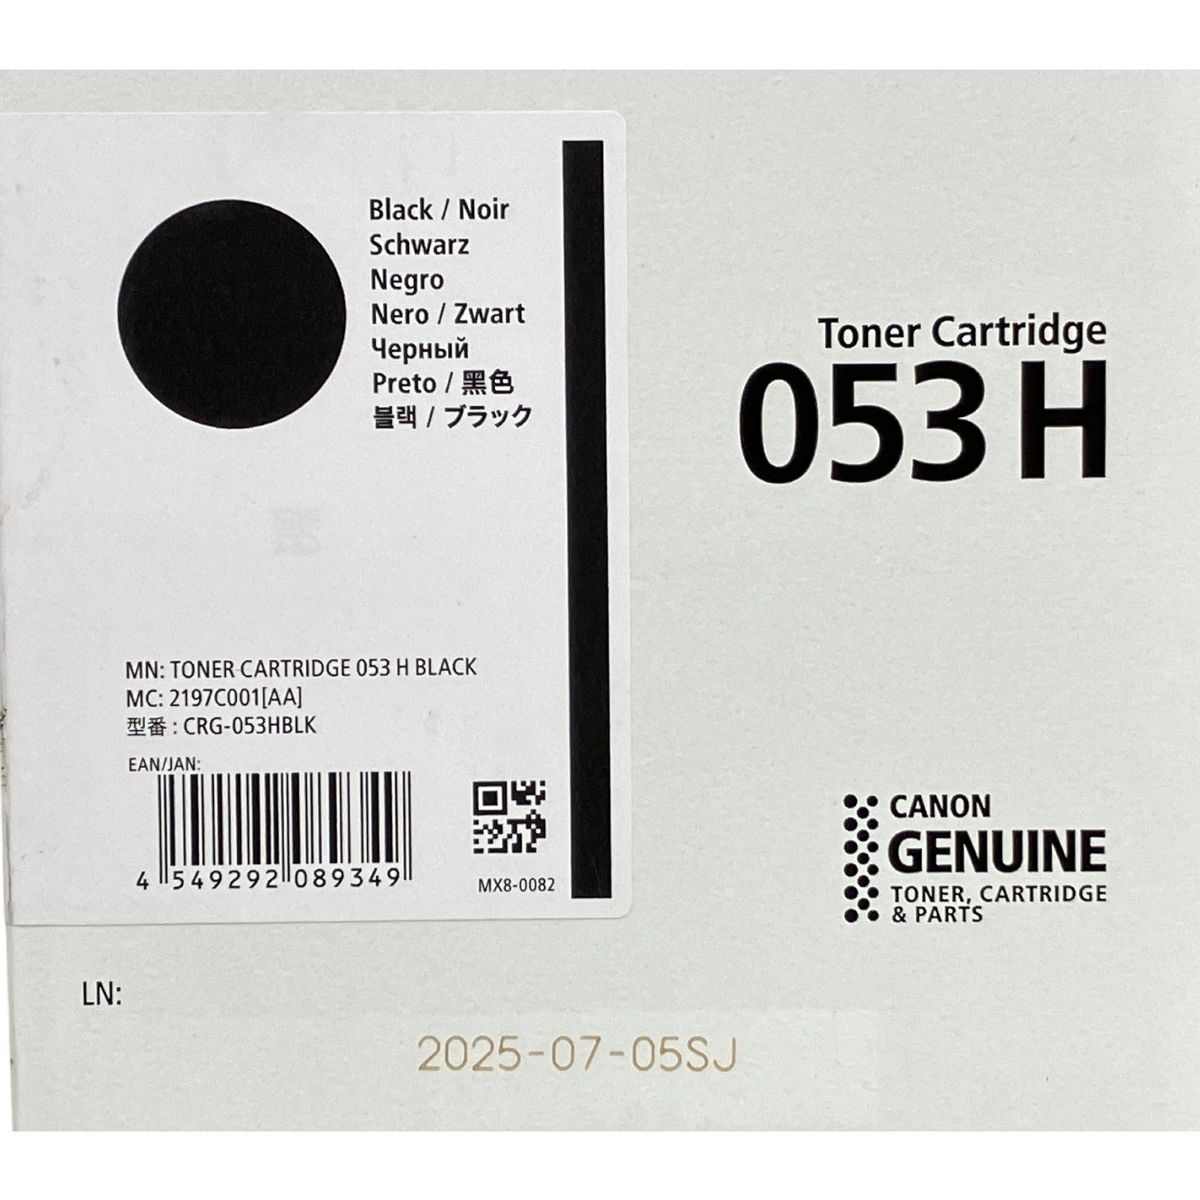 Black / Noir
Schwarz
Negro
Nero / Zwart
Черный
Preto / 黑色
블랙 / ブラック
Toner Cartridge
053 H
MN: TONER CARTRIDGE 053 H BLACK
MC: 2197C001[AA]
型番 : CRG-053HBLK
EAN/JAN:
4 549292 089349
MX8-0082
CANON
GENUINE
TONER, CARTRIDGE
& PARTS
LN:
2025-07-05SJ